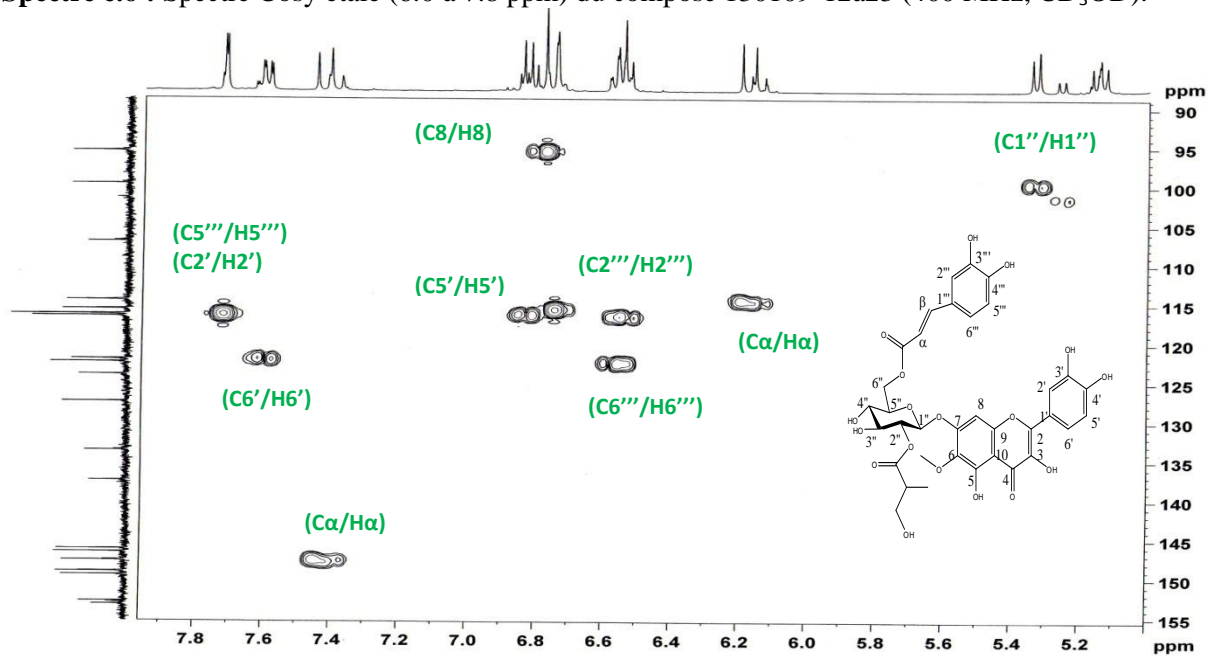 Spectre e.6 : Spectre Cosy étalé (6.0 à 7.8 ppm) du composé 130109–12a23 (400 MHz, CD₃OD).
ppm
90
95
100
105
110
115
120
125
130
135
140
145
150
155
7.8 7.6 7.4 7.2 7.0 6.8 6.6 6.4 6.2 6.0 5.8 5.6 5.4 5.2 ppm
(C8/H8)
(C1’’/H1’’)
(C5’’’/H5’’’)
(C2’/H2’)
(C5’/H5’)
(C2’’’/H2’’’)
(Cα/Hα)
(C6’/H6’)
(C6’’’/H6’’’)
(Cα/Hα)
OH
3'''
OH
2'''
4'''
1'''
5'''
6'''
β
α
O
O
6''
OH
3'
OH
2'
4'
1'
5'
6'
4''
5''
O
HO
HO
3''
2''
1''
O
7
8
9
O
2
3
OH
10
4
O
5
OH
6
O
O
O
OH